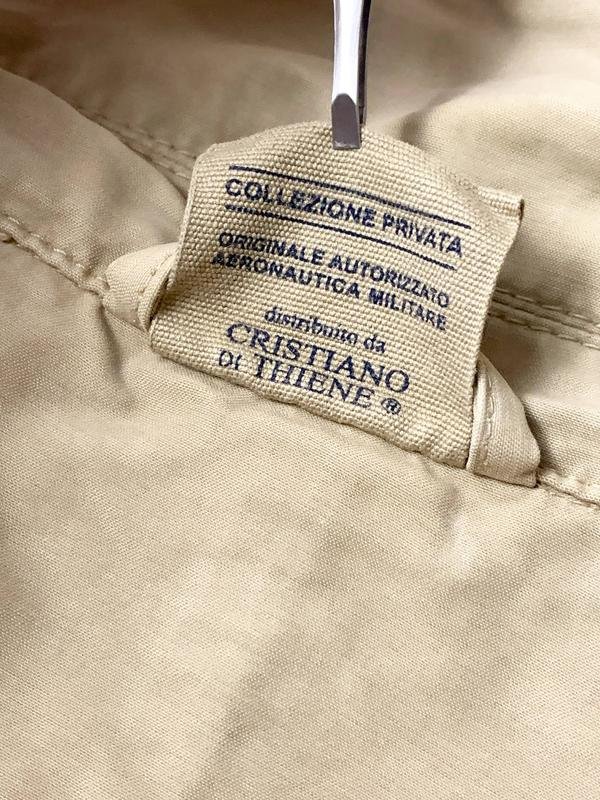 COLLEZIONE PRIVATA
ORIGINALE AUTORIZZATO
AERONAUTICA MILITARE
distribuito da
CRISTIANO
DI THIENE ®